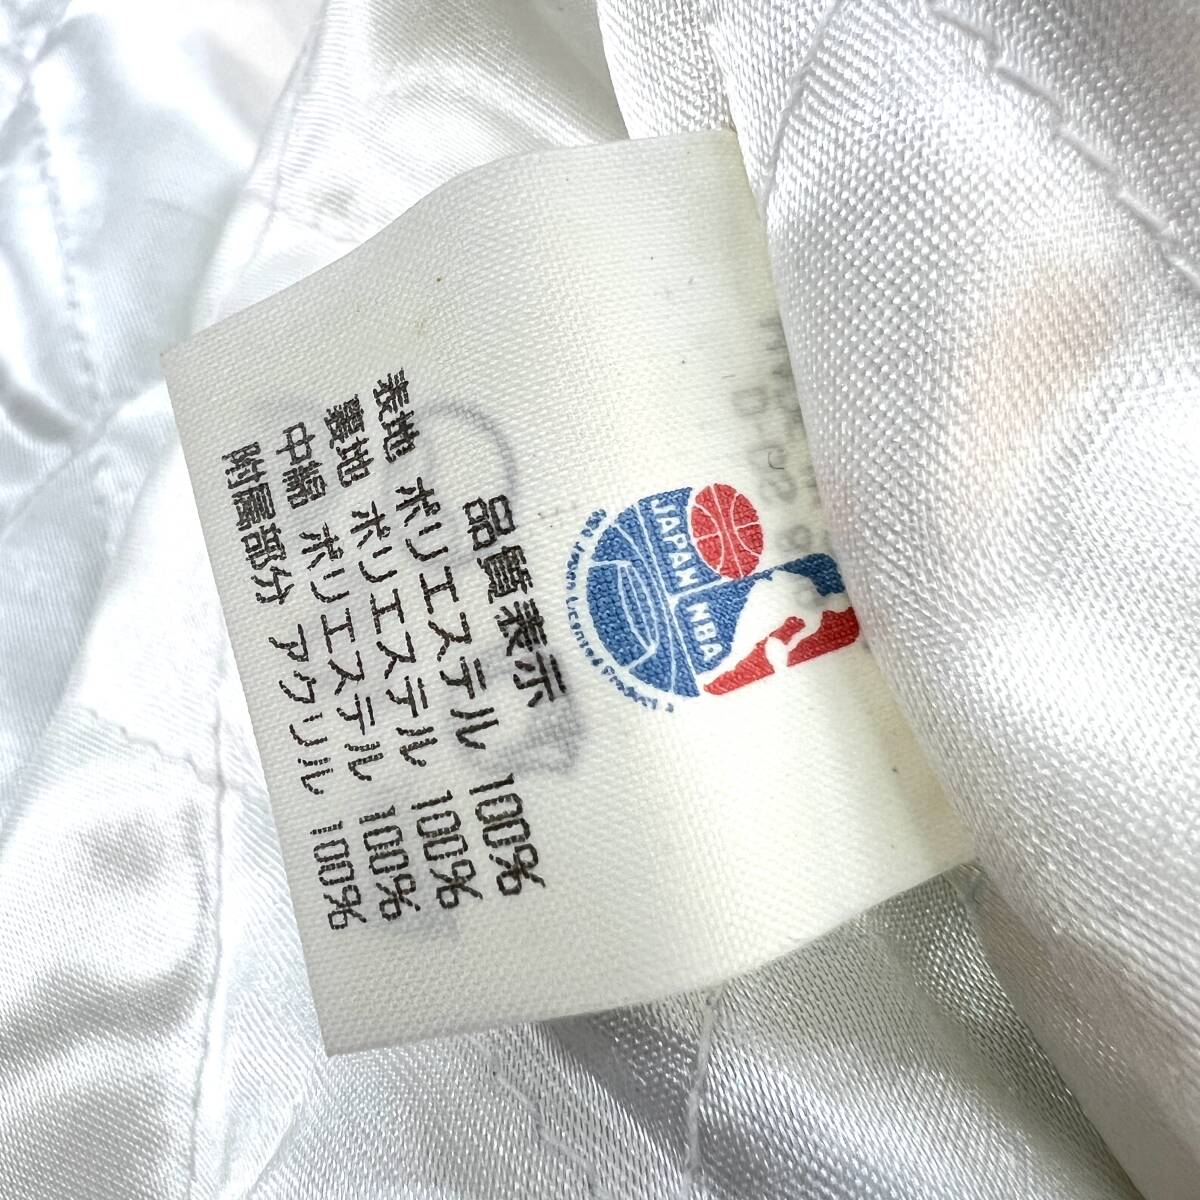 JAPAN
NBA
品質表示
表地 ポリエステル 100%
裏地 ポリエステル 100%
中綿 ポリエステル 100%
附属部分 アクリル 100%